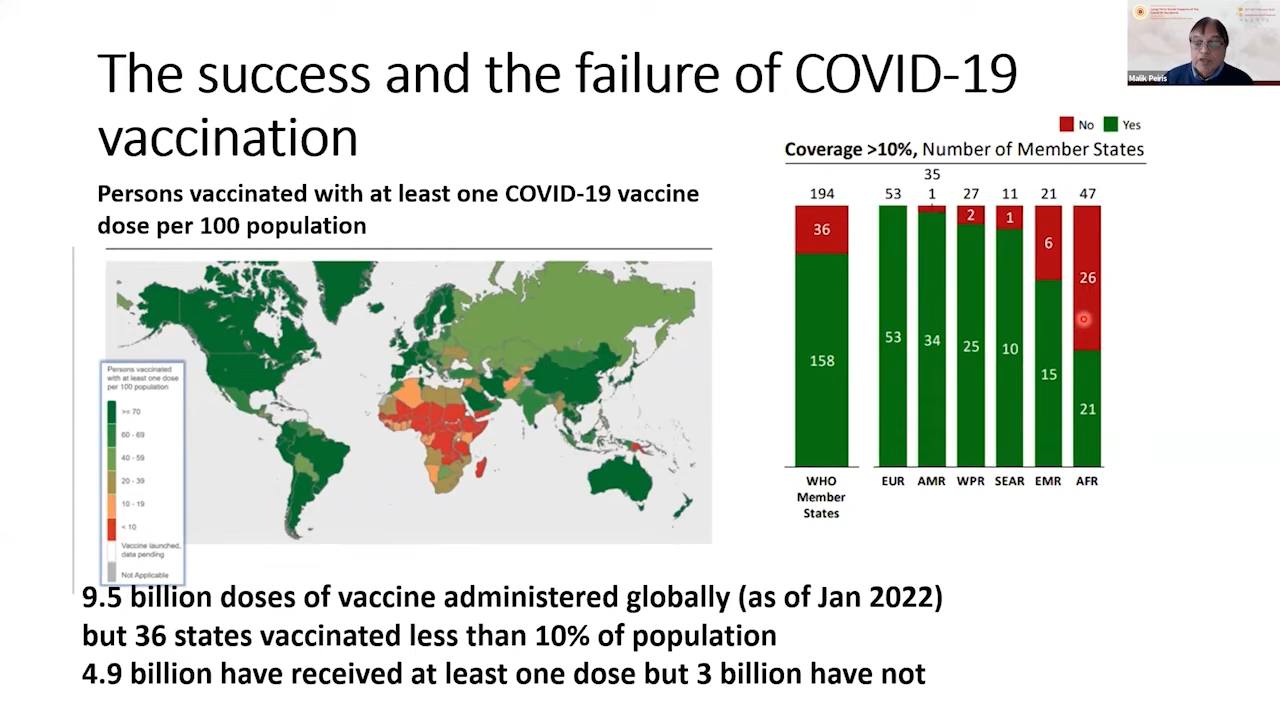 The success and the failure of COVID-19
vaccination
Persons vaccinated with at least one COVID-19 vaccine
dose per 100 population
Persons vaccinated
with at least one dose
per 100 population
>= 70
60 - 69
40 - 59
20 - 39
10 - 19
< 10
Vaccine launched,
data pending
Not Applicable
No Yes
Coverage >10%, Number of Member States
35
194 53 1 27 11 21 47
36 2 1 6 26
158 53 34 25 10 15 21
WHO
Member
States
EUR AMR WPR SEAR EMR AFR
9.5 billion doses of vaccine administered globally (as of Jan 2022)
but 36 states vaccinated less than 10% of population
4.9 billion have received at least one dose but 3 billion have not
Malik Peiris